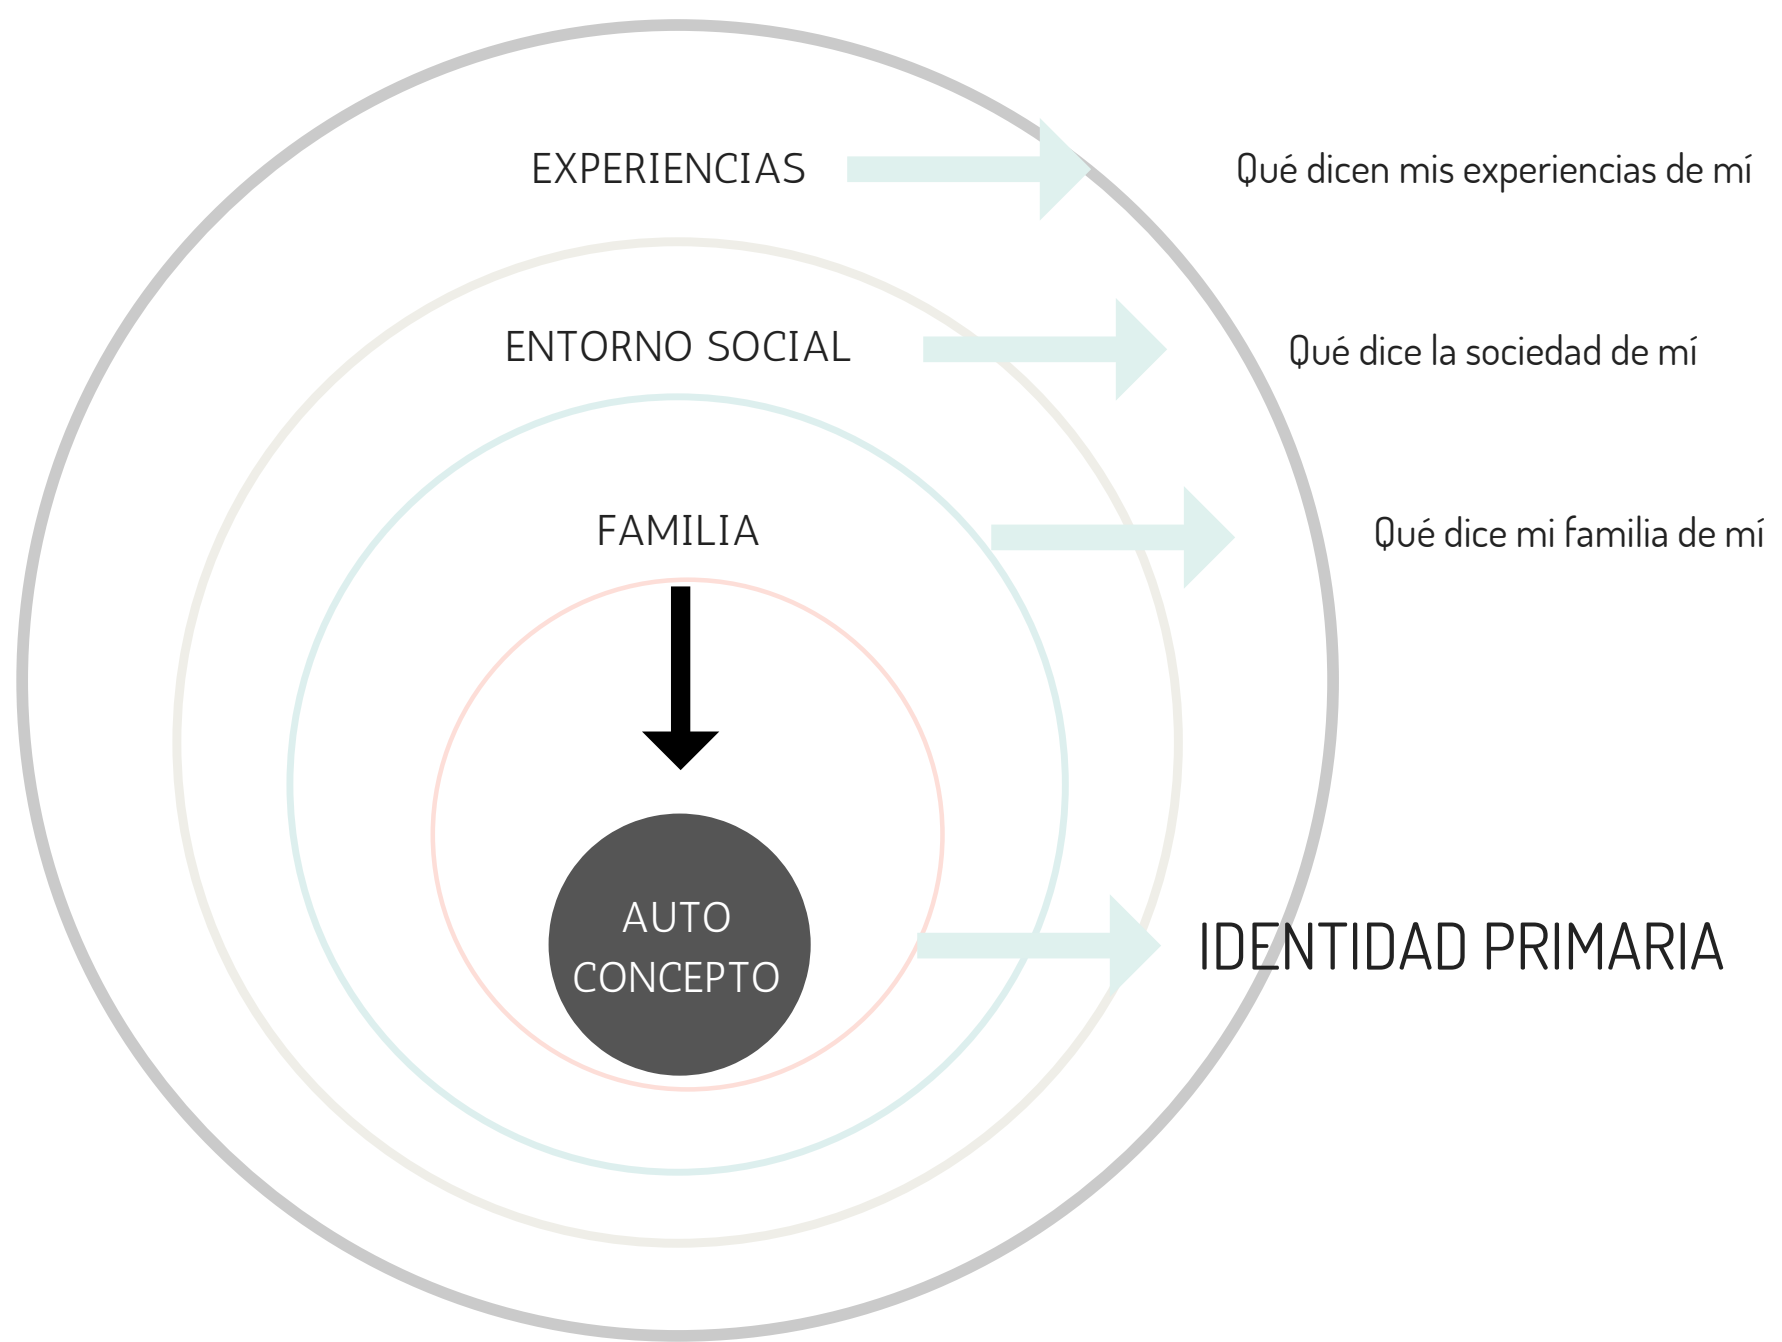 EXPERIENCIAS
Qué dicen mis experiencias de mí
ENTORNO SOCIAL
Qué dice la sociedad de mí
FAMILIA
Qué dice mi familia de mí
AUTO
CONCEPTO
IDENTIDAD PRIMARIA